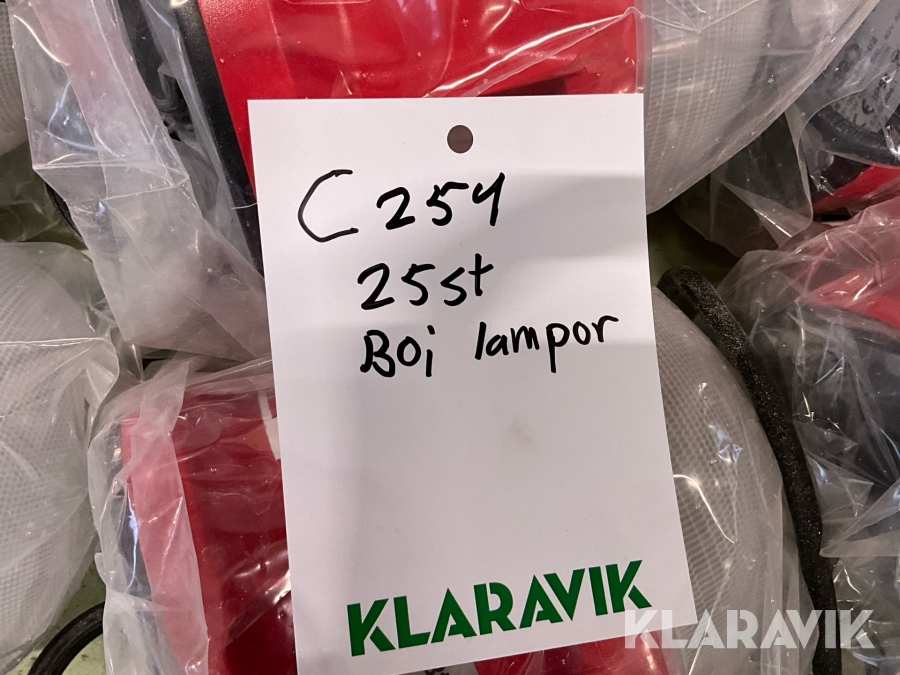 C 254
25st
Boj lampor
KLARAVIK
KLARAVIK